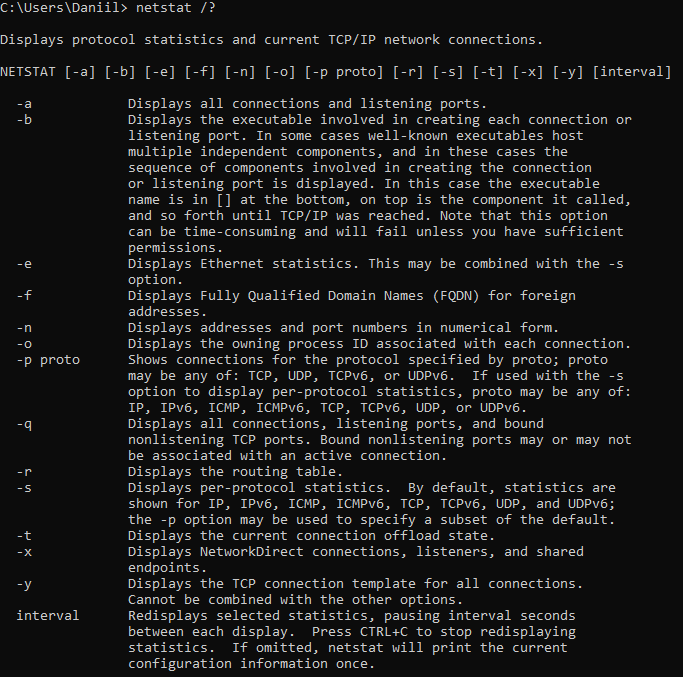 C:\Users\Daniil> netstat /?
Displays protocol statistics and current TCP/IP network connections.
NETSTAT [-a] [-b] [-e] [-f] [-n] [-o] [-p proto] [-r] [-s] [-t] [-x] [-y] [interval]
-a Displays all connections and listening ports.
-b Displays the executable involved in creating each connection or
listening port. In some cases well-known executables host
multiple independent components, and in these cases the
sequence of components involved in creating the connection
or listening port is displayed. In this case the executable
name is in [] at the bottom, on top is the component it called,
and so forth until TCP/IP was reached. Note that this option
can be time-consuming and will fail unless you have sufficient
permissions.
-e Displays Ethernet statistics. This may be combined with the -s
option.
-f Displays Fully Qualified Domain Names (FQDN) for foreign
addresses.
-n Displays addresses and port numbers in numerical form.
-o Displays the owning process ID associated with each connection.
-p proto Shows connections for the protocol specified by proto; proto
may be any of: TCP, UDP, TCPv6, or UDPv6. If used with the -s
option to display per-protocol statistics, proto may be any of:
IP, IPv6, ICMP, ICMPv6, TCP, TCPv6, UDP, or UDPv6.
-q Displays all connections, listening ports, and bound
nonlistening TCP ports. Bound nonlistening ports may or may not
be associated with an active connection.
-r Displays the routing table.
-s Displays per-protocol statistics. By default, statistics are
shown for IP, IPv6, ICMP, ICMPv6, TCP, TCPv6, UDP, and UDPv6;
the -p option may be used to specify a subset of the default.
-t Displays the current connection offload state.
-x Displays NetworkDirect connections, listeners, and shared
endpoints.
-y Displays the TCP connection template for all connections.
Cannot be combined with the other options.
interval Redisplays selected statistics, pausing interval seconds
between each display. Press CTRL+C to stop redisplaying
statistics. If omitted, netstat will print the current
configuration information once.